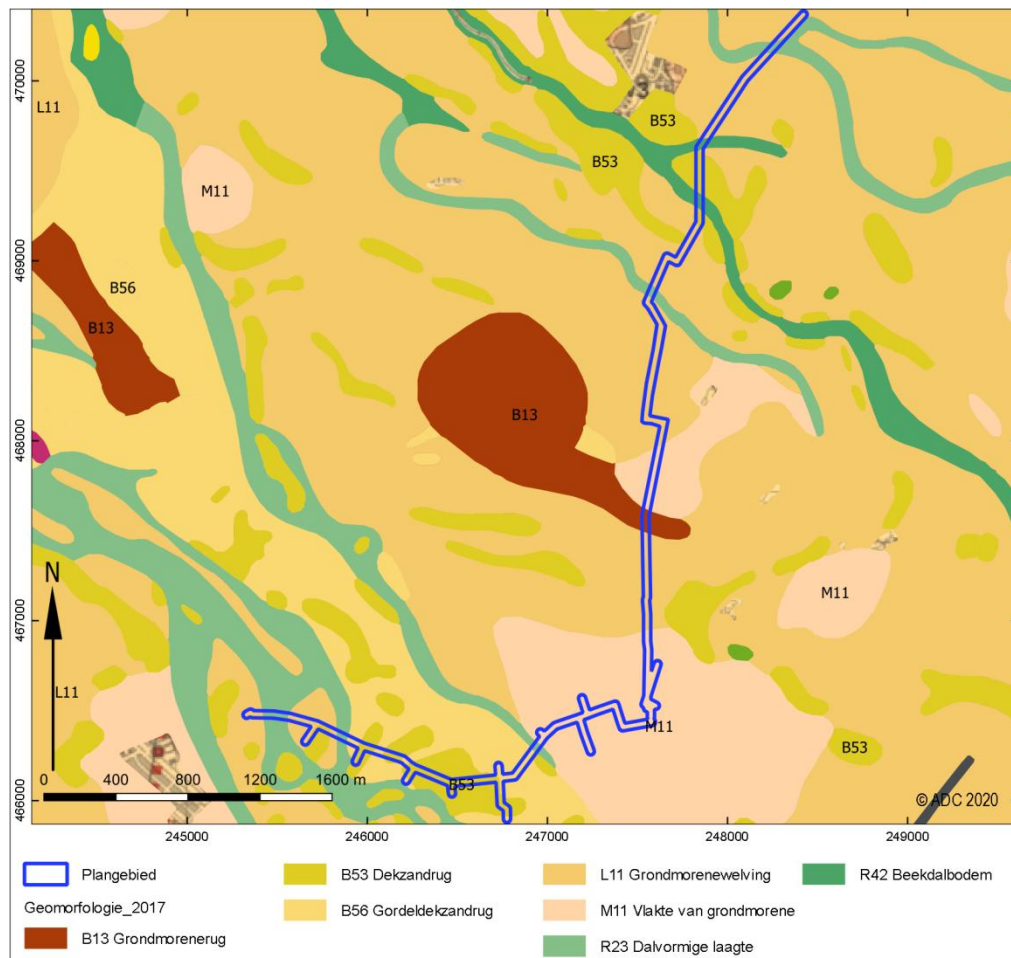 470000
469000
468000
467000
466000
L11
M11
B53
B53
B56
B13
B13
M11
N
L11
M11
B53
B53
0 400 800 1200 1600 m
© ADC 2020
245000 246000 247000 248000 249000
Plangebied
Geomorfologie_2017
B13 Grondmorenerug
B53 Dekzandrug
B56 Gordeldekzandrug
L11 Grondmorenewelving
M11 Vlakte van grondmorene
R23 Dalvormige laagte
R42 Beekdalbodem